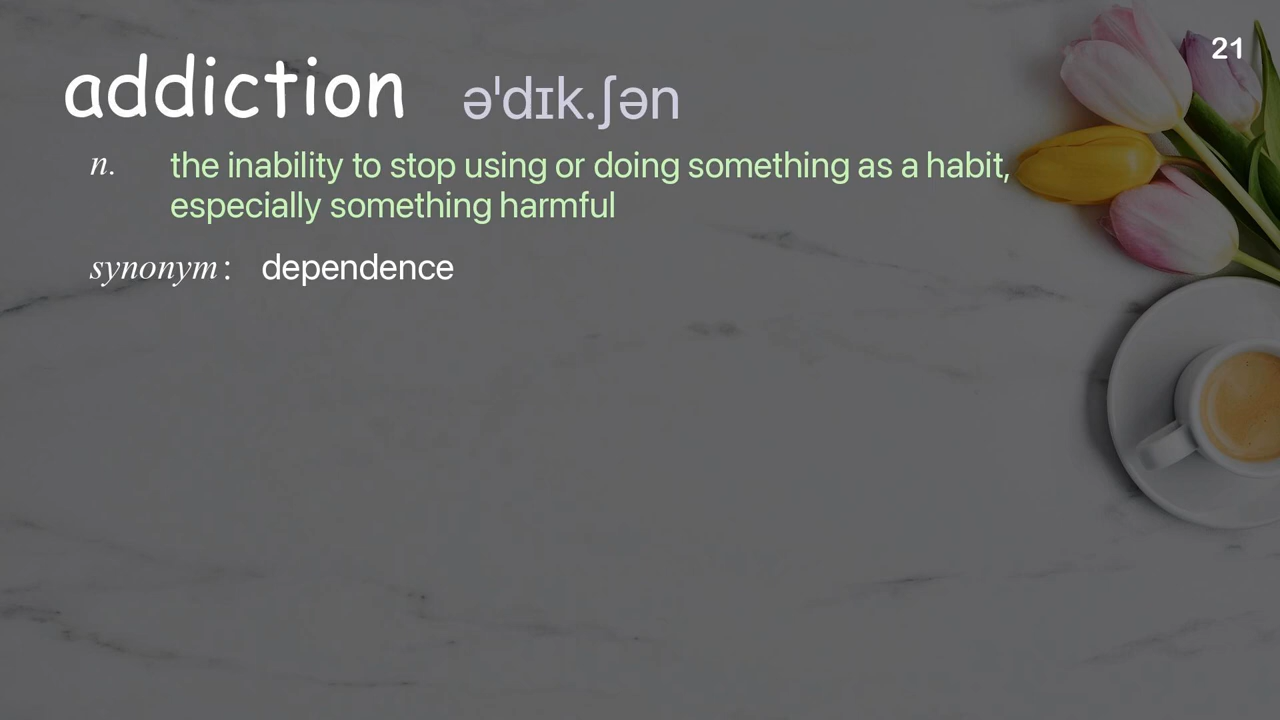 21
addiction əˈdɪk.ʃən
n. the inability to stop using or doing something as a habit,
especially something harmful
synonym: dependence